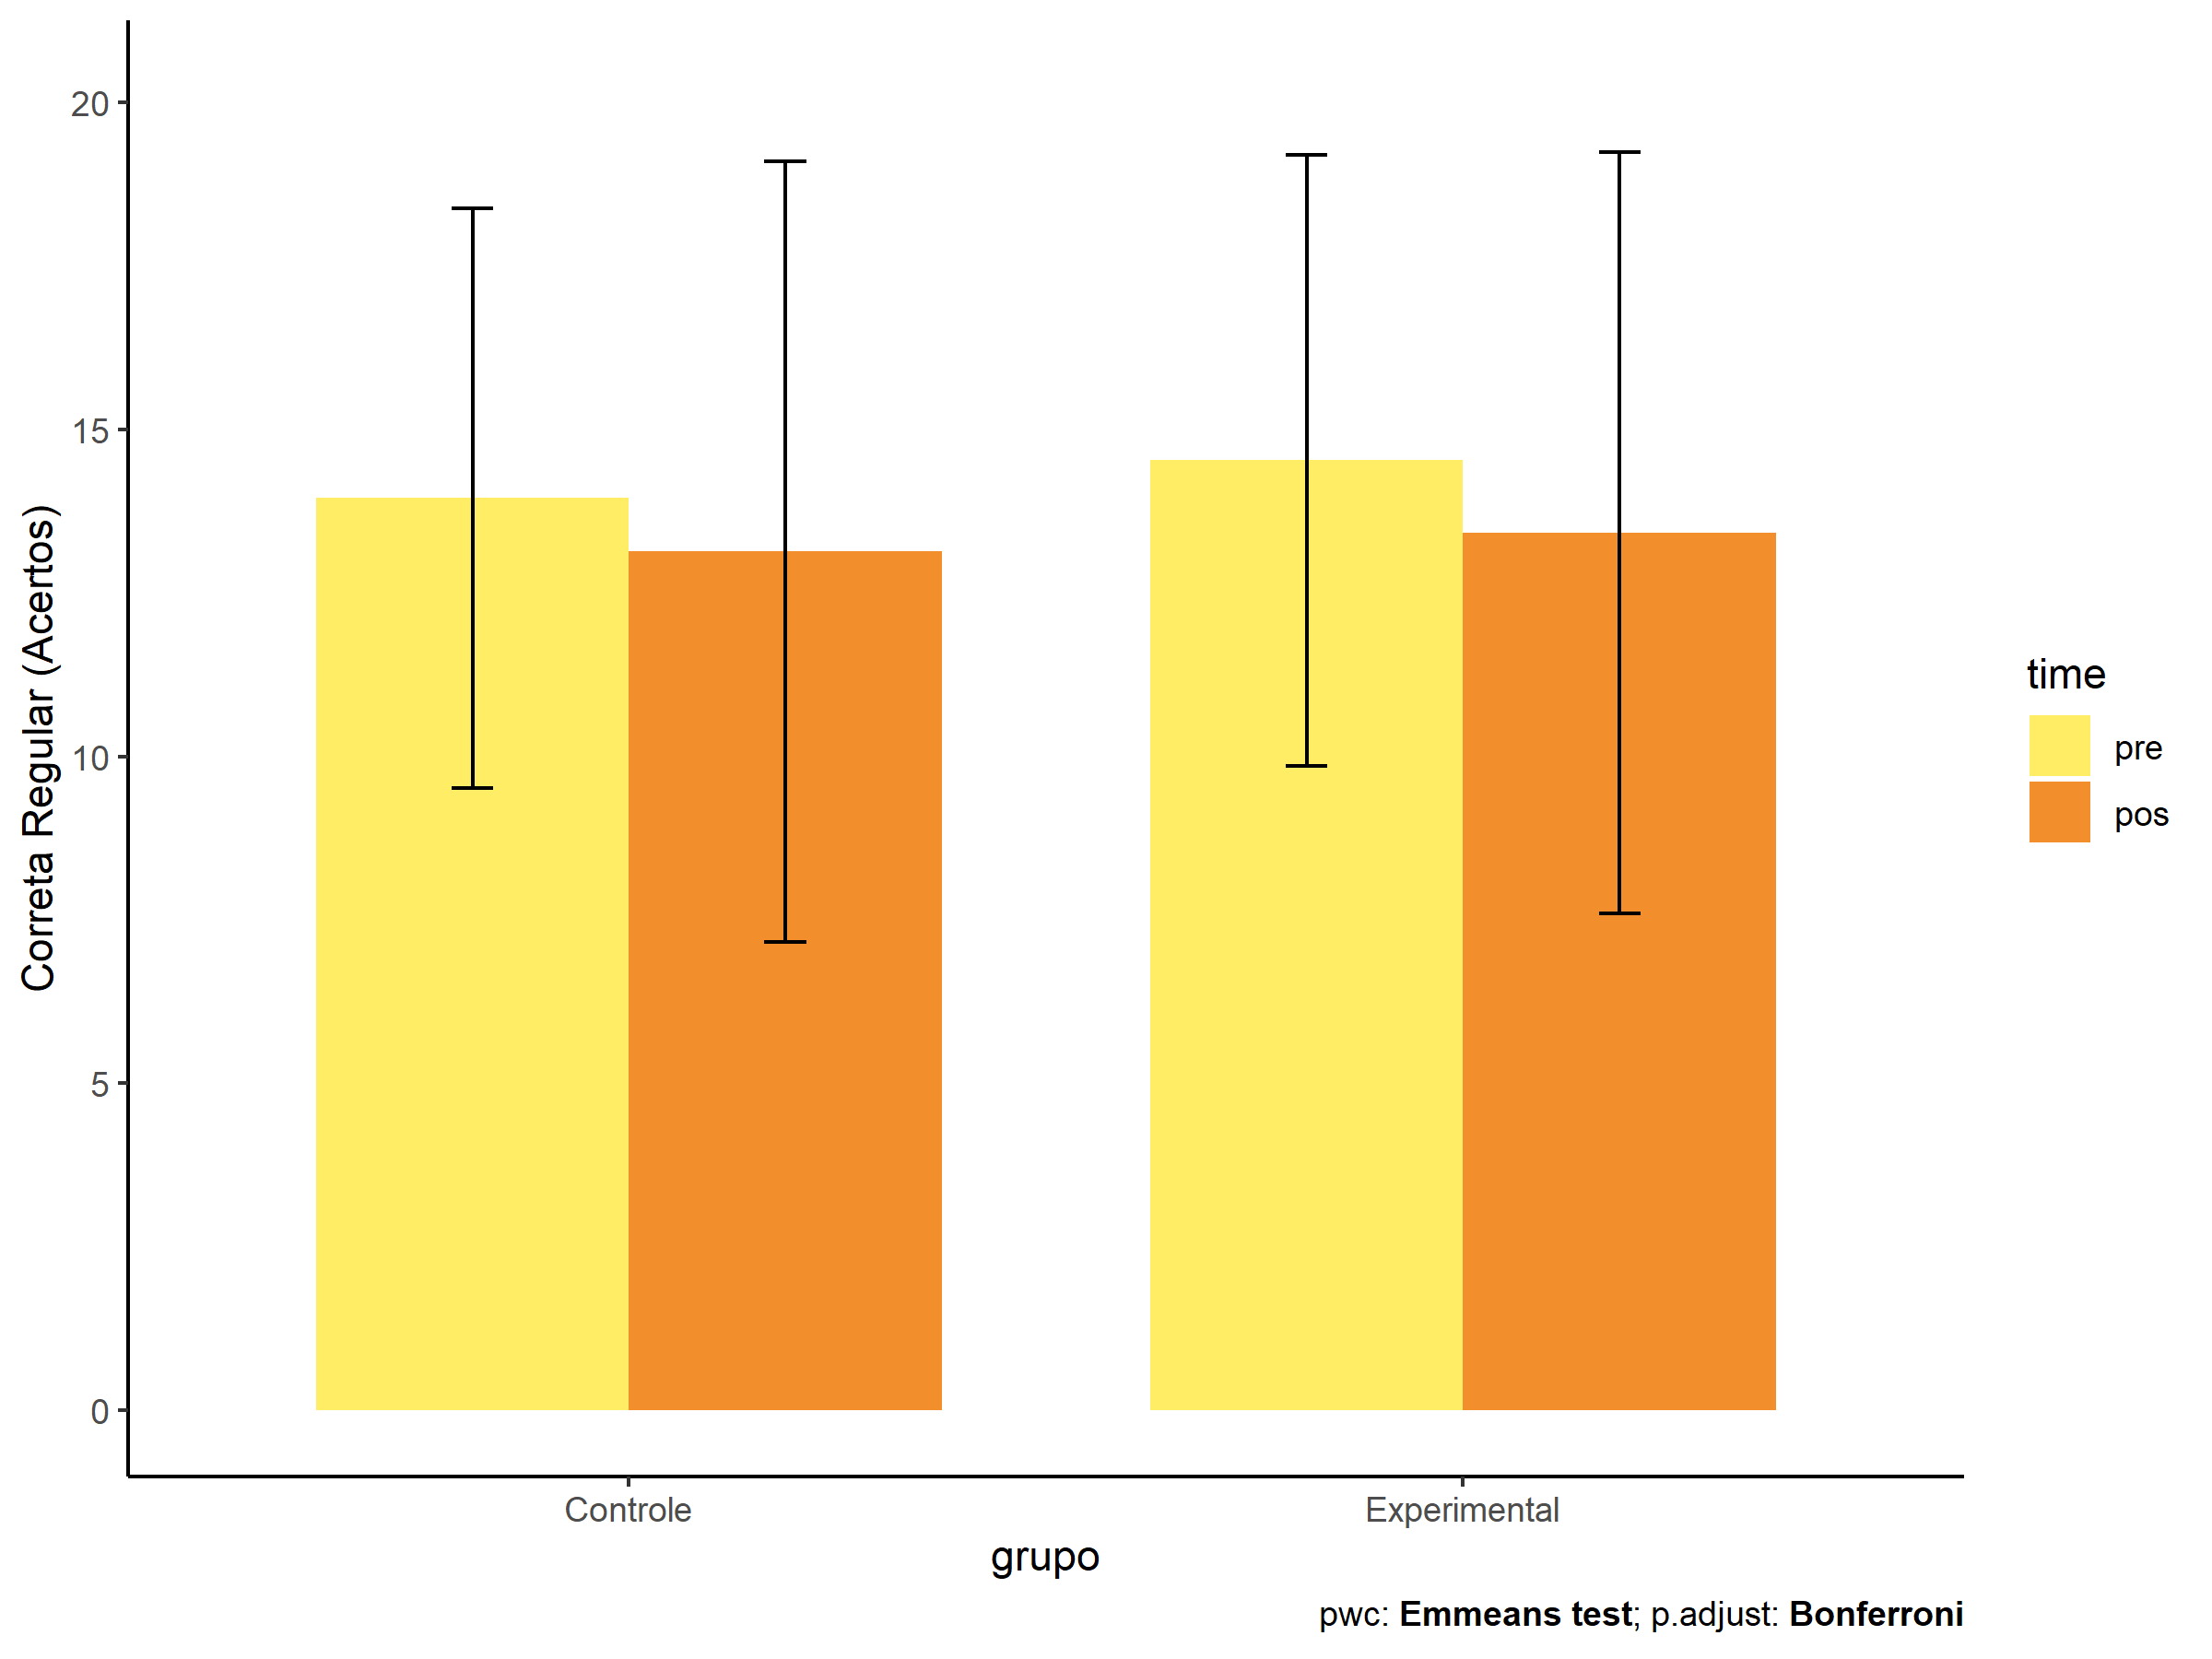 Correta Regular (Acertos)
20
15
10
5
0
Controle
Experimental
grupo
time
pre
pos
pwc: Emmeans test; p.adjust: Bonferroni